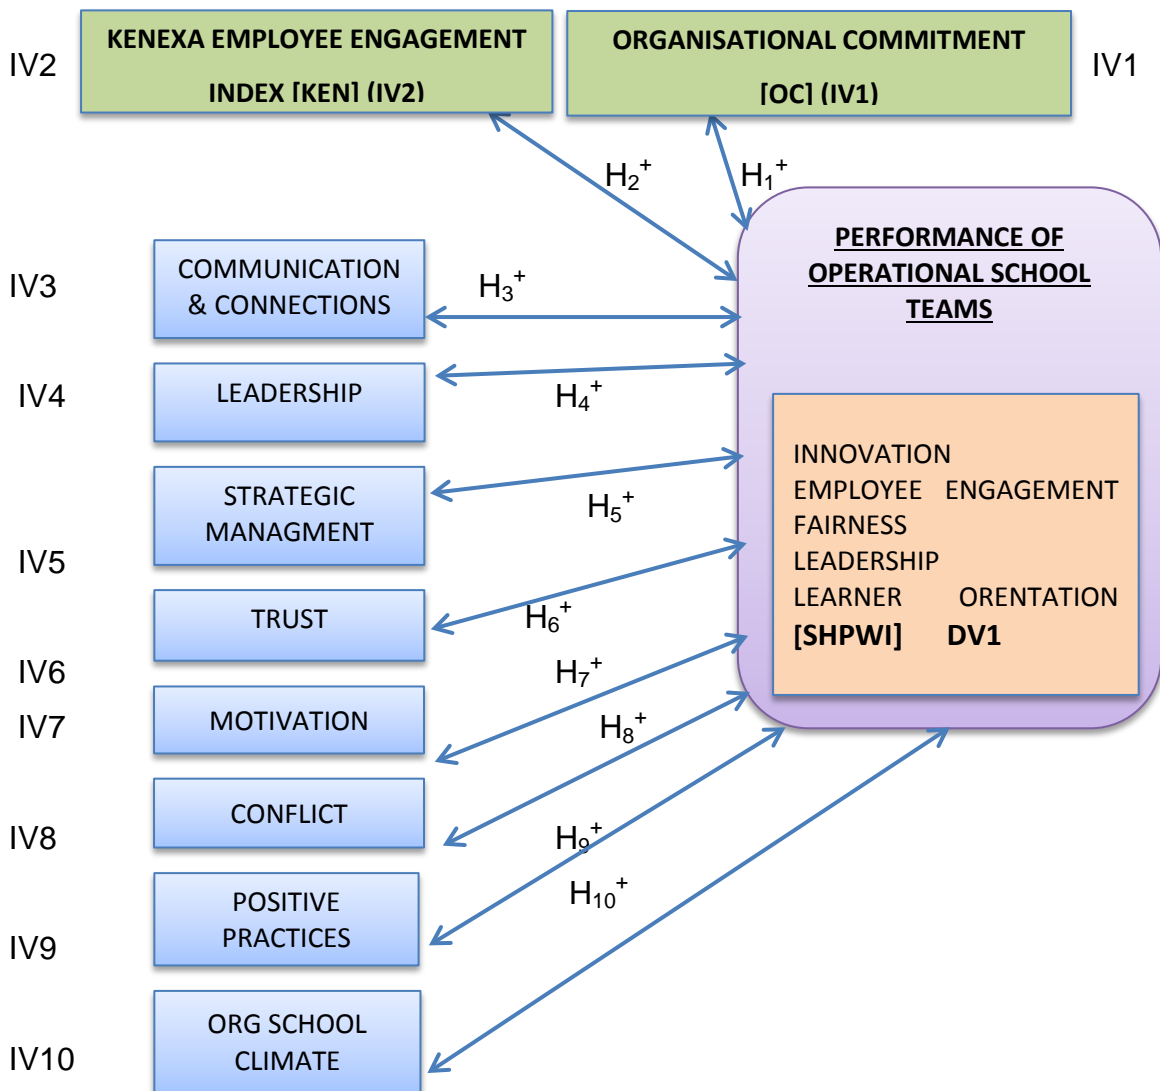 KENEXA EMPLOYEE ENGAGEMENT
INDEX [KEN] (IV2)
ORGANISATIONAL COMMITMENT
[OC] (IV1)
IV2
IV1
H₂⁺
H₁⁺
PERFORMANCE OF
OPERATIONAL SCHOOL
TEAMS
IV3
COMMUNICATION
& CONNECTIONS
H₃⁺
IV4
LEADERSHIP
H₄⁺
STRATEGIC
MANAGMENT
H₅⁺
IV5
INNOVATION
EMPLOYEE ENGAGEMENT
FAIRNESS
LEADERSHIP
LEARNER ORENTATION
[SHPWI] DV1
TRUST
H₆⁺
IV6
H₇⁺
IV7
MOTIVATION
H₈⁺
CONFLICT
IV8
H₉⁺
H₁₀⁺
POSITIVE
PRACTICES
IV9
ORG SCHOOL
CLIMATE
IV10